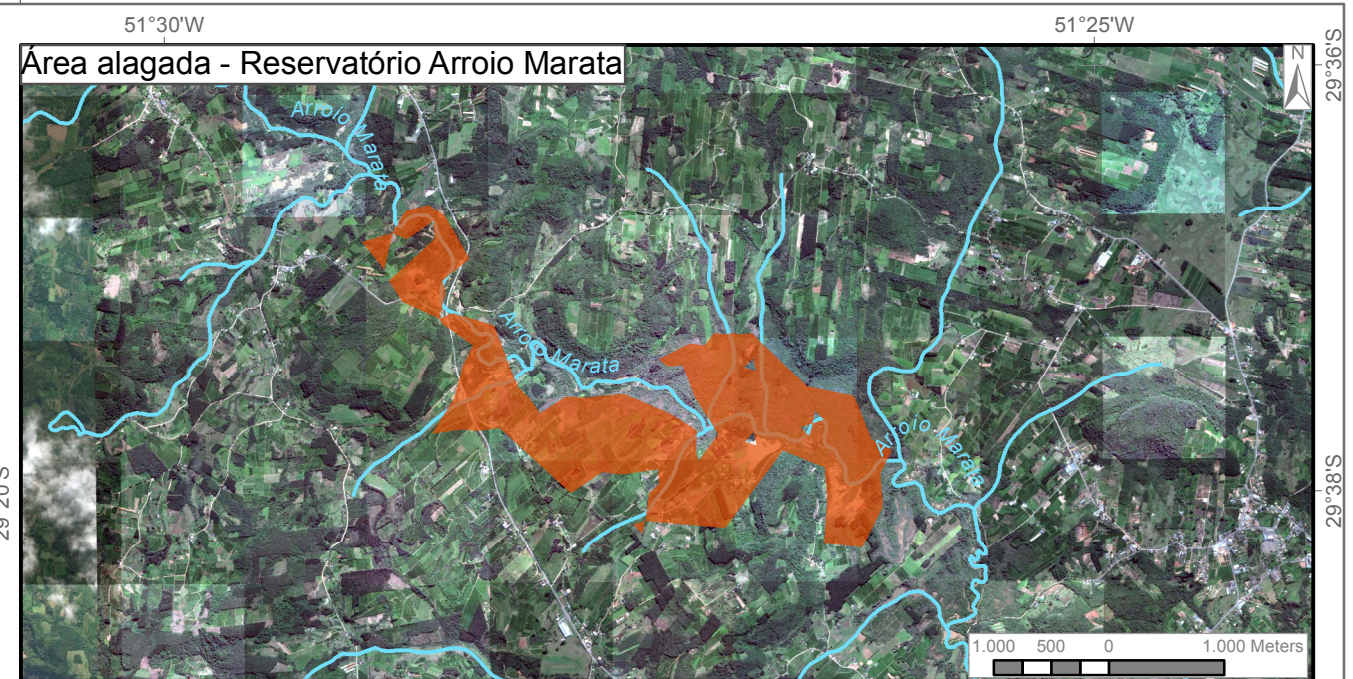 51°30'W
51°25'W
Área alagada - Reservatório Arroio Marata
N
29°36'S
Arroio Marata
Arroio Marata
Arroio Marata
29°38'S
1.000 500 0 1.000 Meters